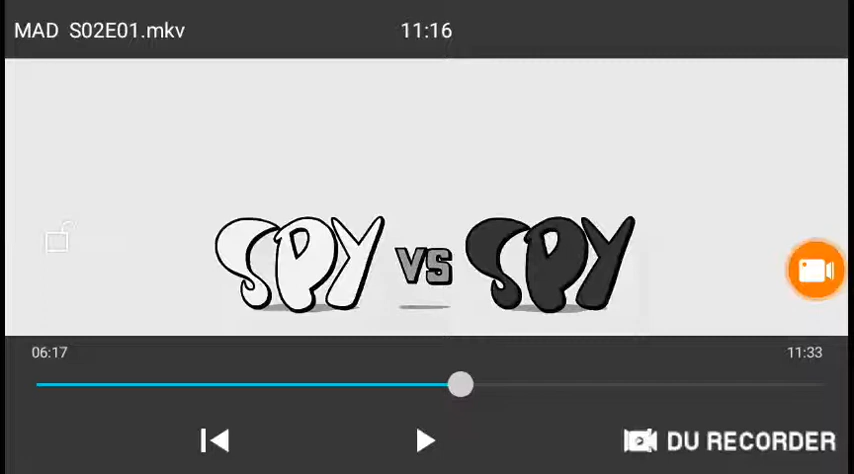 MAD S02E01.mkv
11:16
SPY VS SPY
06:17
11:33
DU RECORDER